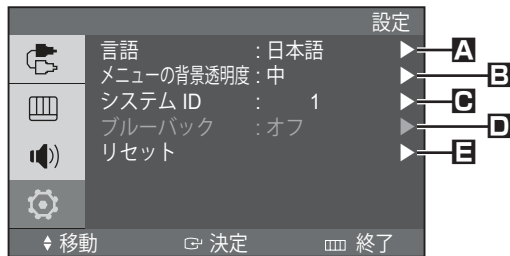 設定
言語 : 日本語 A
メニューの背景透明度 : 中 B
システム ID : 1 C
ブルーバック : オフ D
リセット E
移動 決定 終了